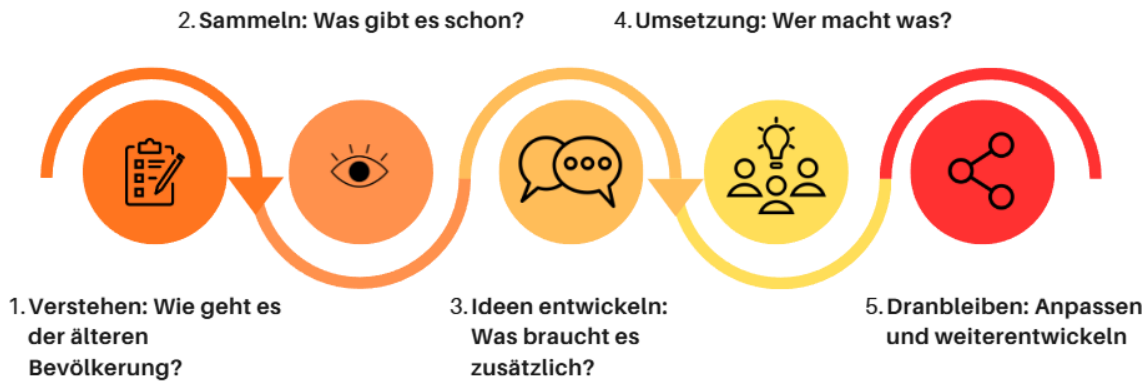 2. Sammeln: Was gibt es schon?
4. Umsetzung: Wer macht was?
1. Verstehen: Wie geht es
der älteren
Bevölkerung?
3. Ideen entwickeln:
Was braucht es
zusätzlich?
5. Dranbleiben: Anpassen
und weiterentwickeln